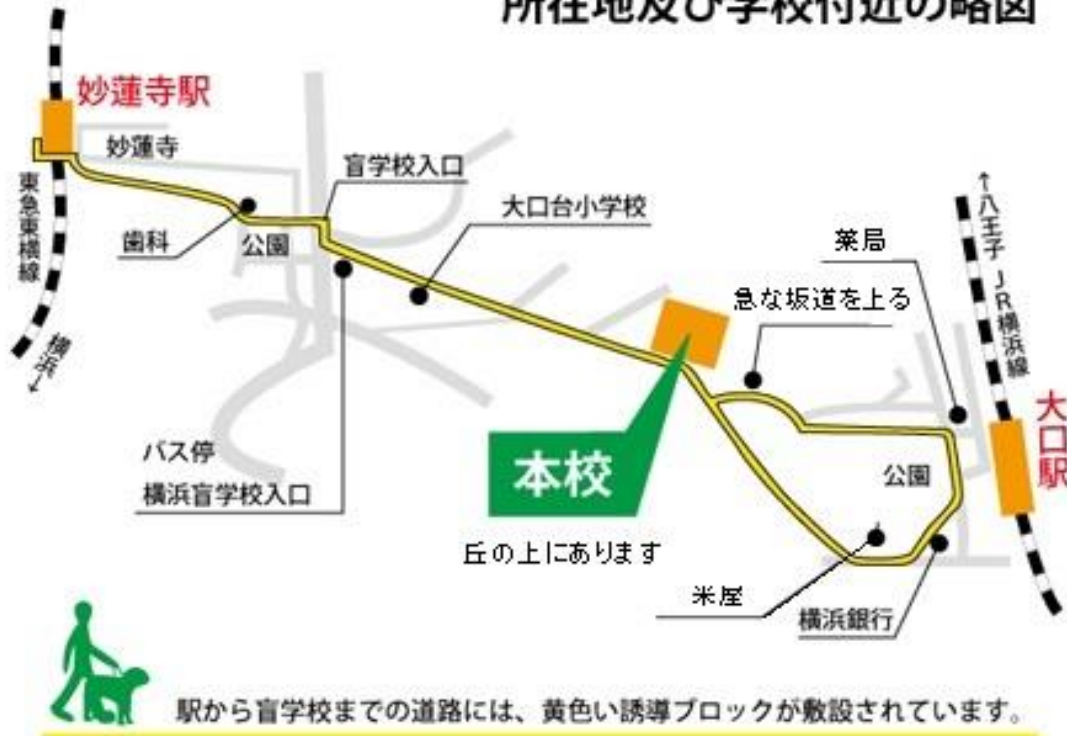 所在地及び学校付近の略図
妙蓮寺駅
妙蓮寺
盲学校入口
大口台小学校
東急東横線
歯科
公園
薬局
↑八王子 JR横浜線
急な坂道を上る
横浜→
大口駅
バス停
横浜盲学校入口
本校
公園
丘の上にあります
米屋
横浜銀行
駅から盲学校までの道路には、黄色い誘導ブロックが敷設されています。